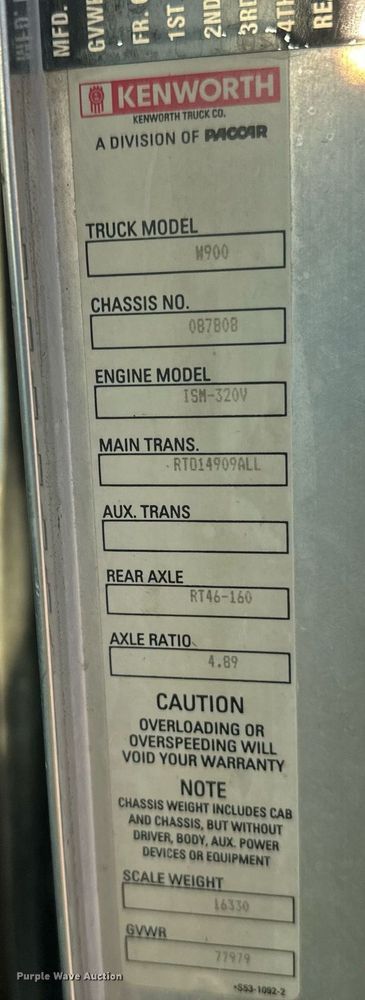 MFD.
GVWR
FR.
1ST
2ND
3RD
4TH
RE
KENWORTH
KENWORTH TRUCK CO.
A DIVISION OF PACCAR
TRUCK MODEL
W900
CHASSIS NO.
087808
ENGINE MODEL
ISM-320V
MAIN TRANS.
RTO14909ALL
AUX. TRANS
REAR AXLE
RT46-160
AXLE RATIO
4.89
CAUTION
OVERLOADING OR
OVERSPEEDING WILL
VOID YOUR WARRANTY
NOTE
CHASSIS WEIGHT INCLUDES CAB
AND CHASSIS, BUT WITHOUT
DRIVER, BODY, AUX. POWER
DEVICES OR EQUIPMENT
SCALE WEIGHT
16330
GVWR
77979
*S53-1092-2
Purple Wave Auction